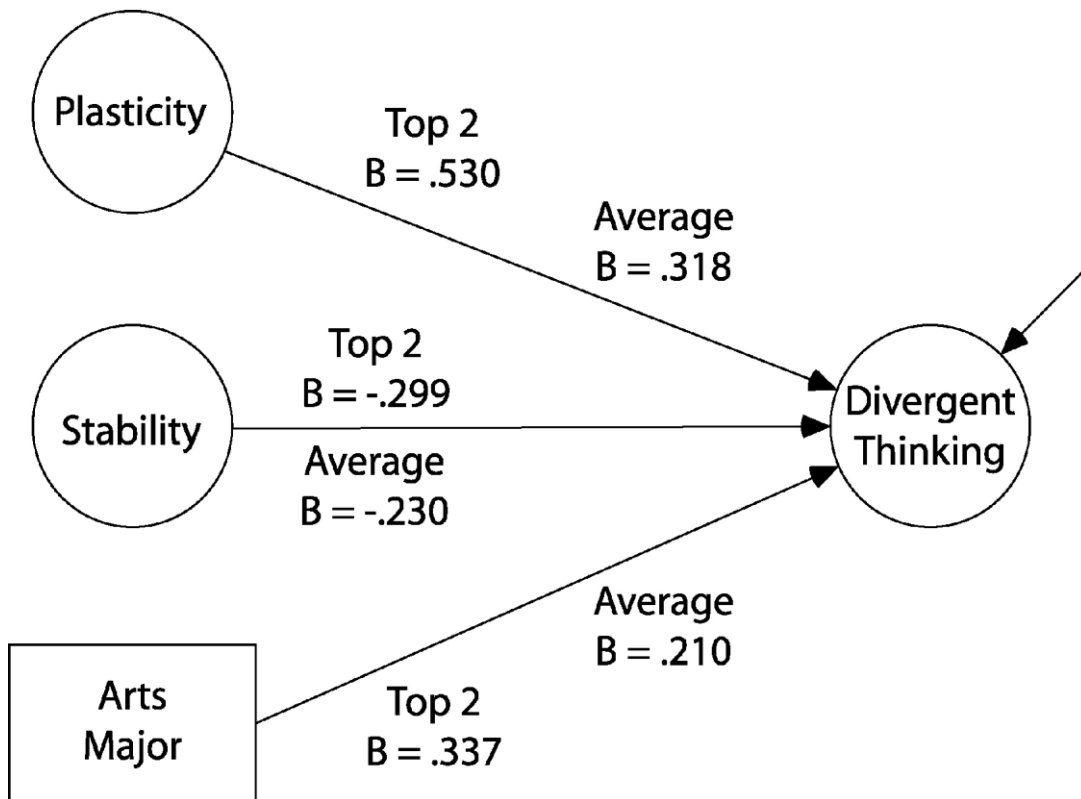 Plasticity
Top 2
B = .530
Average
B = .318
Top 2
B = -.299
Stability
Average
B = -.230
Divergent
Thinking
Average
B = .210
Arts
Major
Top 2
B = .337